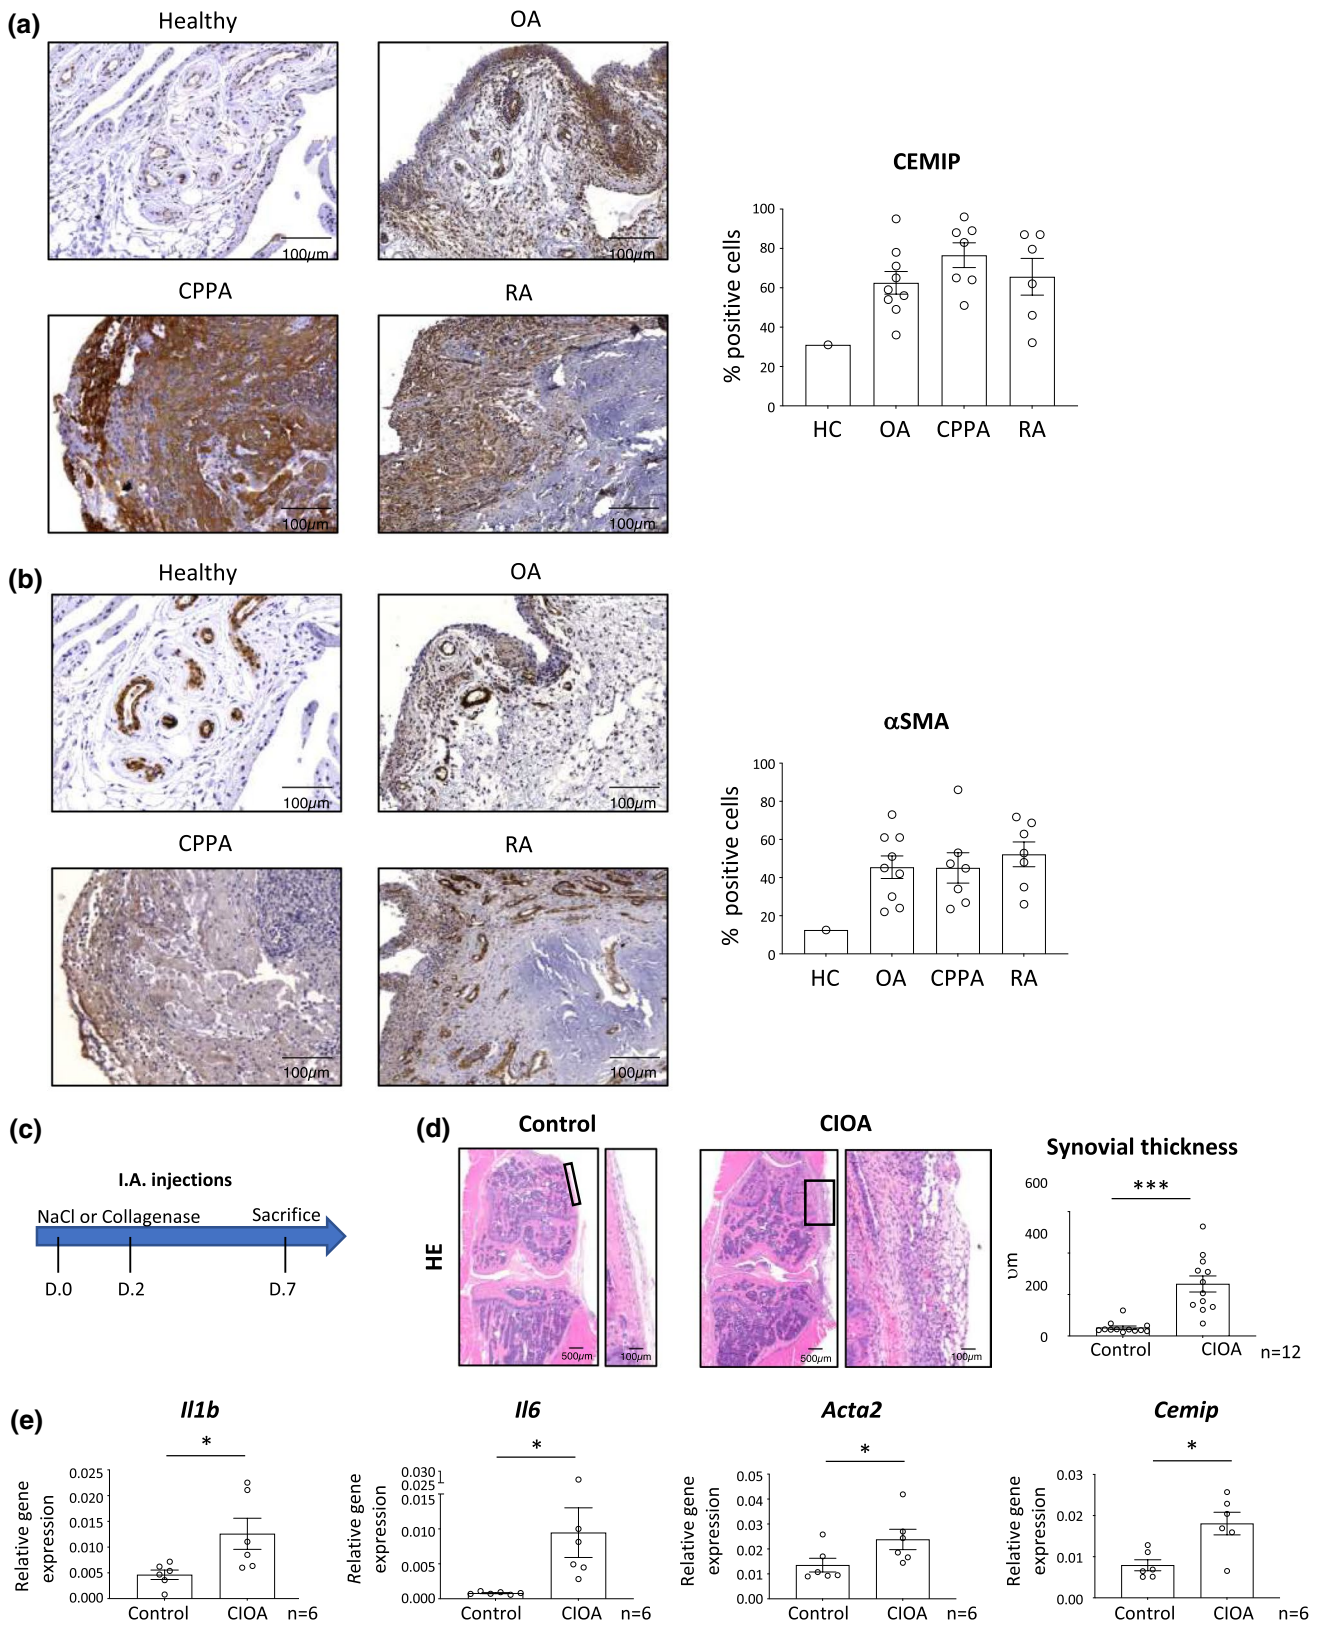 (a)
Healthy
OA
100µm
100µm
CPPA
RA
100µm
100µm
CEMIP
% positive cells
100
80
60
40
20
0
HC OA CPPA RA
(b)
Healthy
OA
100µm
100µm
CPPA
RA
100µm
100µm
αSMA
% positive cells
100
80
60
40
20
0
HC OA CPPA RA
(c)
I.A. injections
NaCl or Collagenase
Sacrifice
D.0 D.2 D.7
(d)
Control
CIOA
HE
500µm
100µm
500µm
100µm
Synovial thickness
***
υm
600
400
200
0
Control CIOA n=12
(e)
Il1b
*
Relative gene
expression
0.025
0.020
0.015
0.010
0.005
0.000
Control CIOA n=6
Il6
*
Relative gene
expression
0.030
0.025
0.015
0.010
0.005
0.000
Control CIOA n=6
Acta2
*
Relative gene
expression
0.05
0.04
0.03
0.02
0.01
0.00
Control CIOA n=6
Cemip
*
Relative gene
expression
0.03
0.02
0.01
0.00
Control CIOA n=6